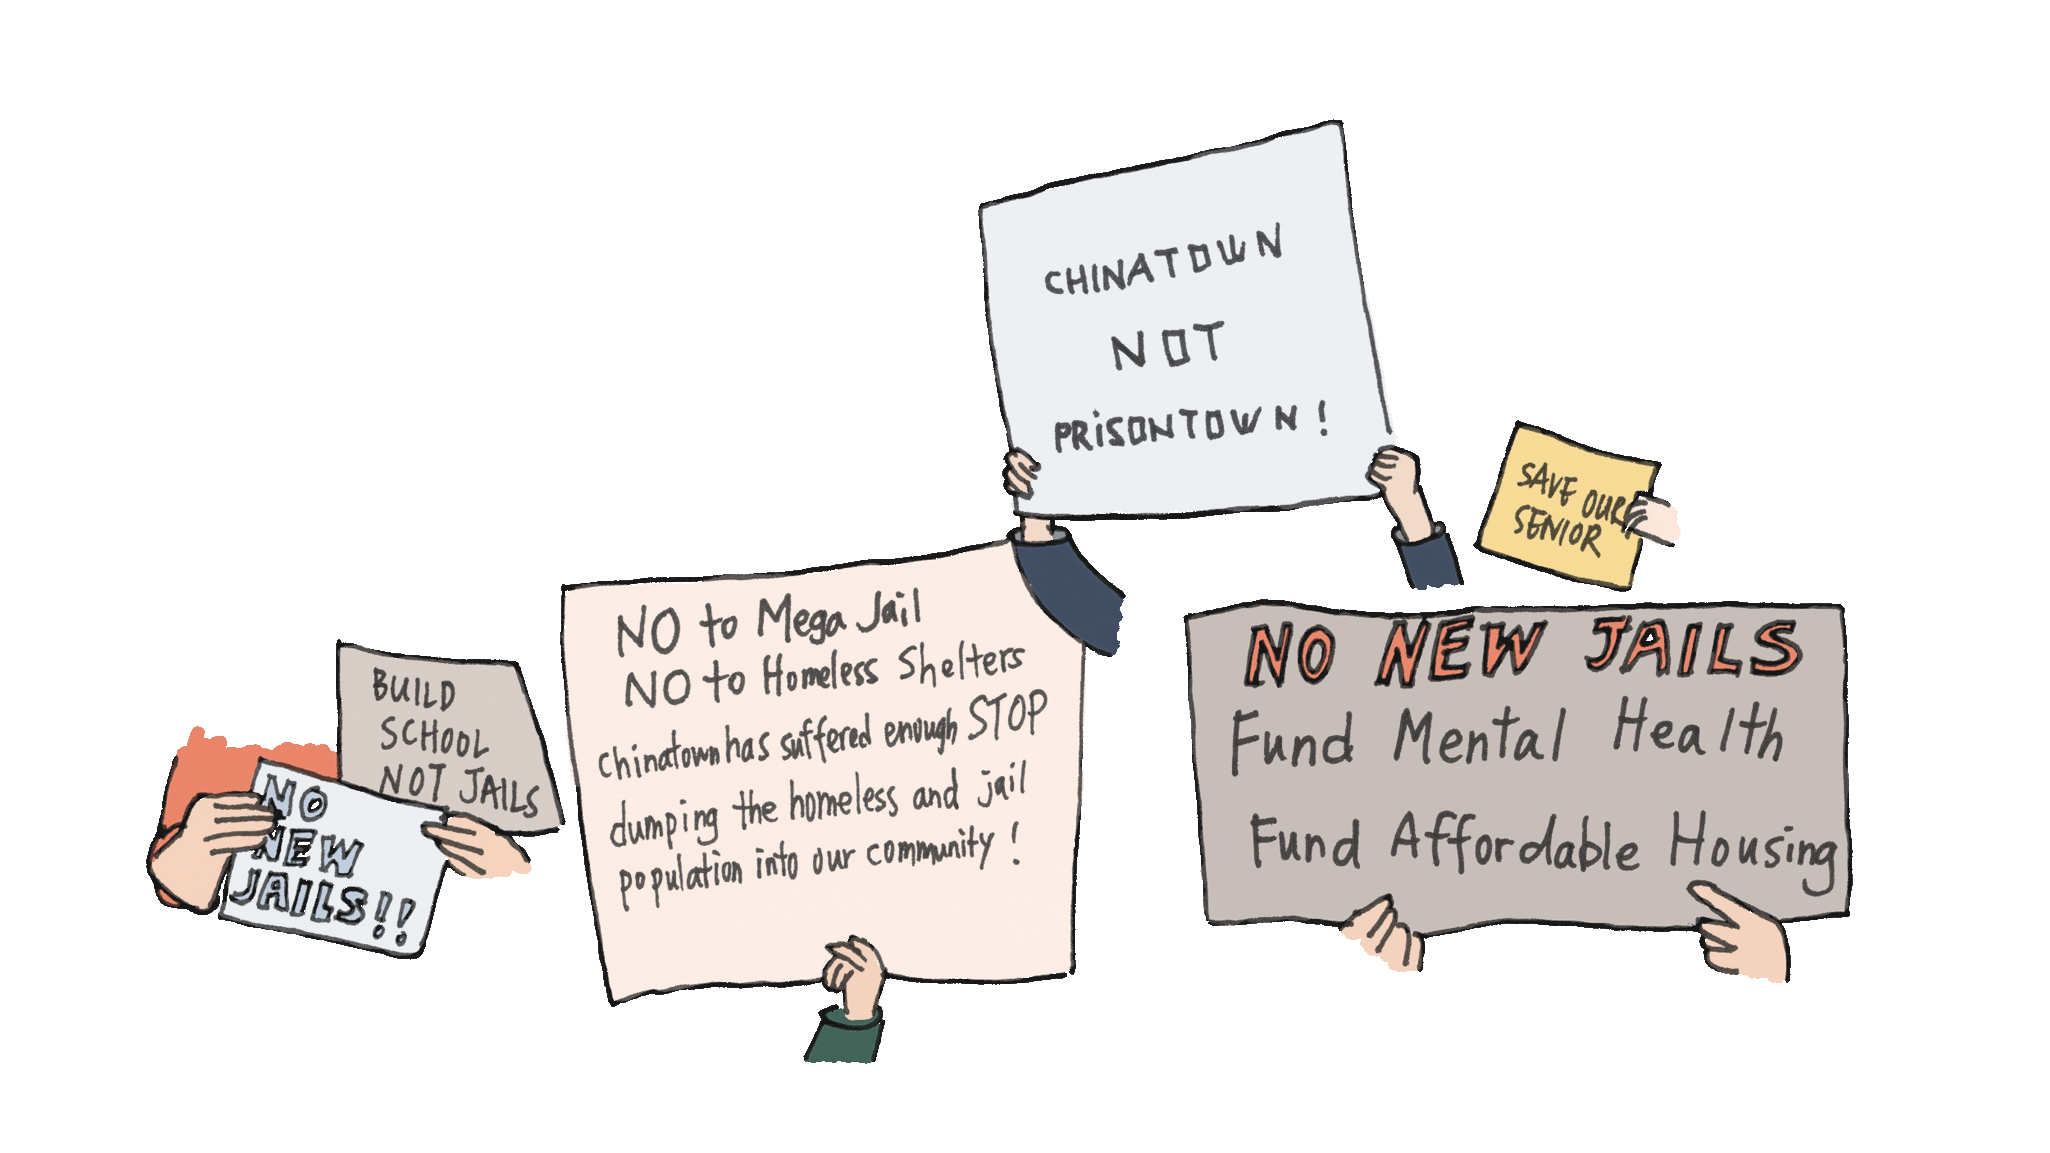 CHINATOWN
NOT
PRISONTOWN!
SAVE OUR
SENIOR
BUILD
SCHOOL
NOT JAILS
NO
NEW
JAILS!!
NO to Mega Jail
NO to Homeless Shelters
Chinatown has suffered enough STOP
dumping the homeless and jail
population into our community!
NO NEW JAILS
Fund Mental Health
Fund Affordable Housing